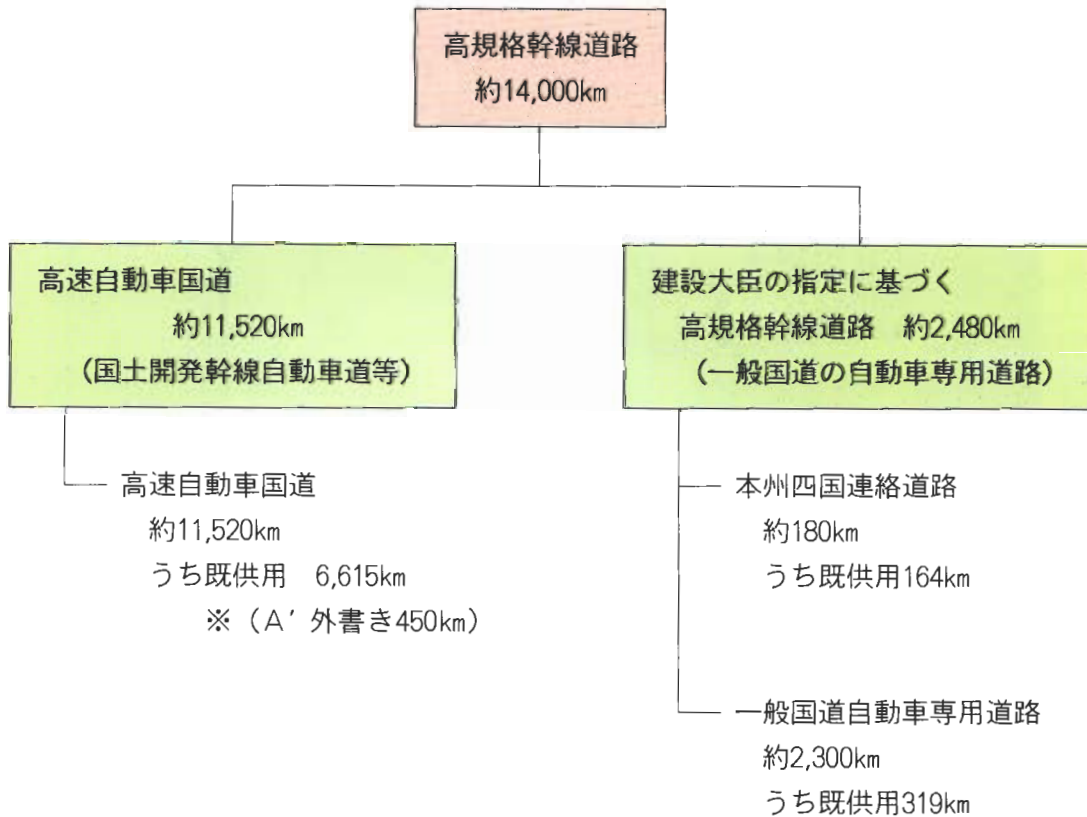 高規格幹線道路
約14,000km
高速自動車国道
約11,520km
（国土開発幹線自動車道等）
高速自動車国道
約11,520km
うち既供用　6,615km
※（A′外書き450km）
建設大臣の指定に基づく
高規格幹線道路　約2,480km
（一般国道の自動車専用道路）
本州四国連絡道路
約180km
うち既供用164km
一般国道自動車専用道路
約2,300km
うち既供用319km